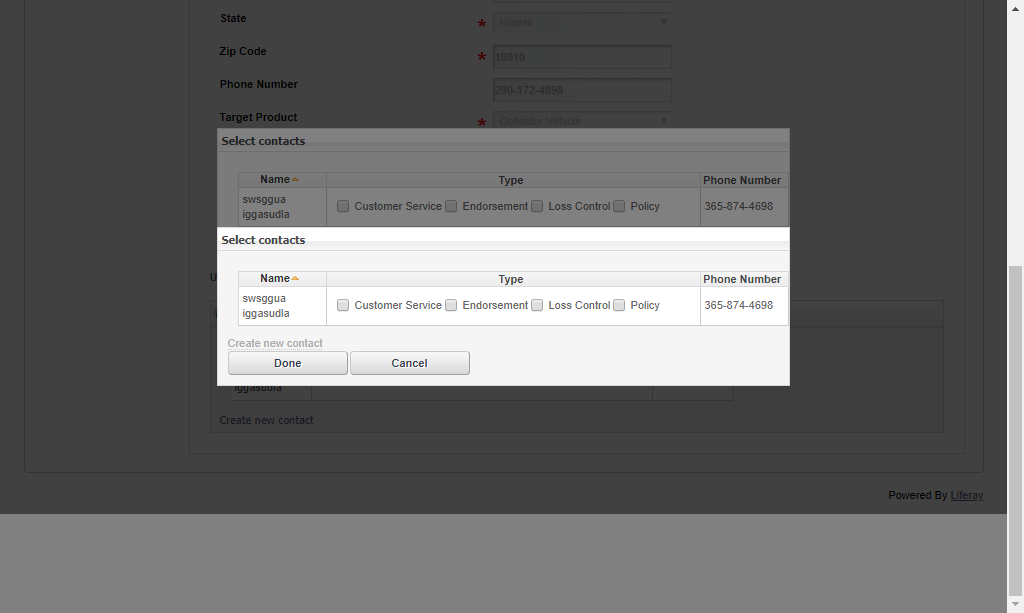 State
* Hawaii
Zip Code
* 19810
Phone Number
290-172-4898
Target Product
* Collector Vehicle
Select contacts
Name Type Phone Number
swsggua
iggasudla
Customer Service Endorsement Loss Control Policy 365-874-4698
Select contacts
Name Type Phone Number
swsggua
iggasudla
Customer Service Endorsement Loss Control Policy 365-874-4698
Create new contact
Done Cancel
iggasudla
Create new contact
Powered By Liferay